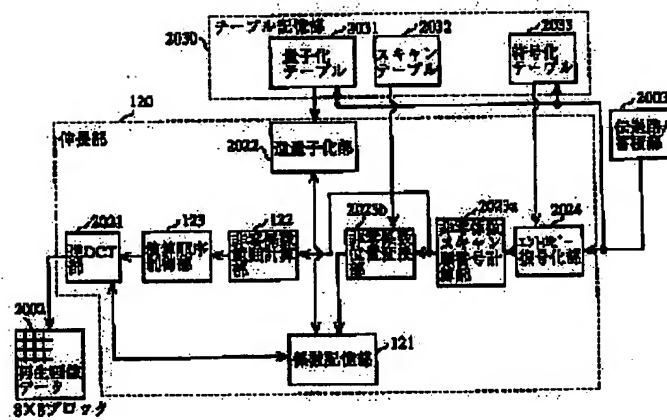 テーブル記憶部
2030
2031
2032
2033
量子化
テーブル
スキャン
テーブル
符号化
テーブル
2003
伝送路/
蓄積部
120
伸長部
2022
逆量子化部
2021
逆DCT
部
123
122
2023b
2023a
2024
エントロピー
復号化部
スキャン
係数記憶部
121
2002
再生画像
データ
8×8ブロック